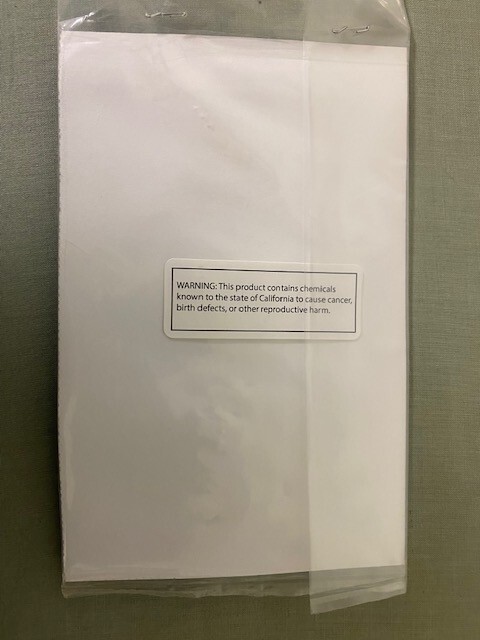 WARNING: This product contains chemicals
known to the state of California to cause cancer,
birth defects, or other reproductive harm.